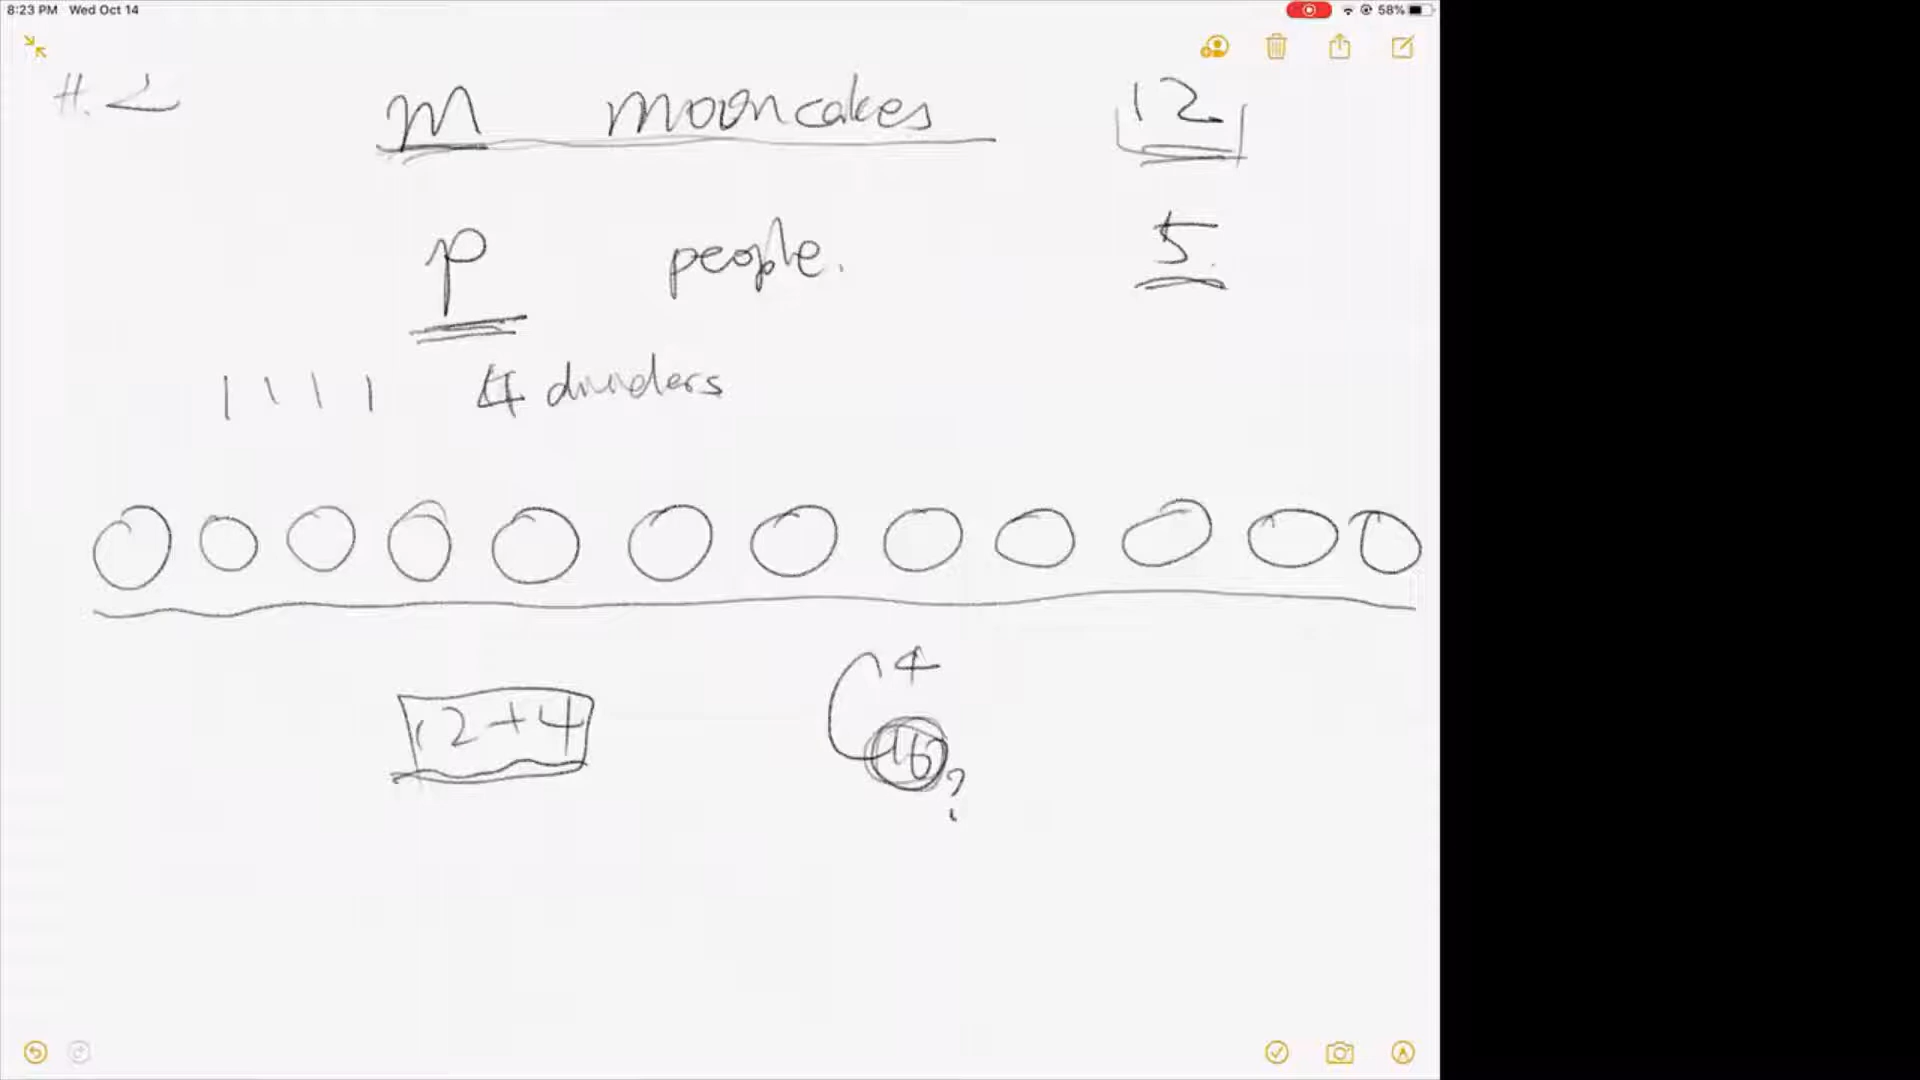 8:23 PM Wed Oct 14 58%
#.2
m mooncakes 12
p people. 5
4 dividers
12+4
C 4 16 ?